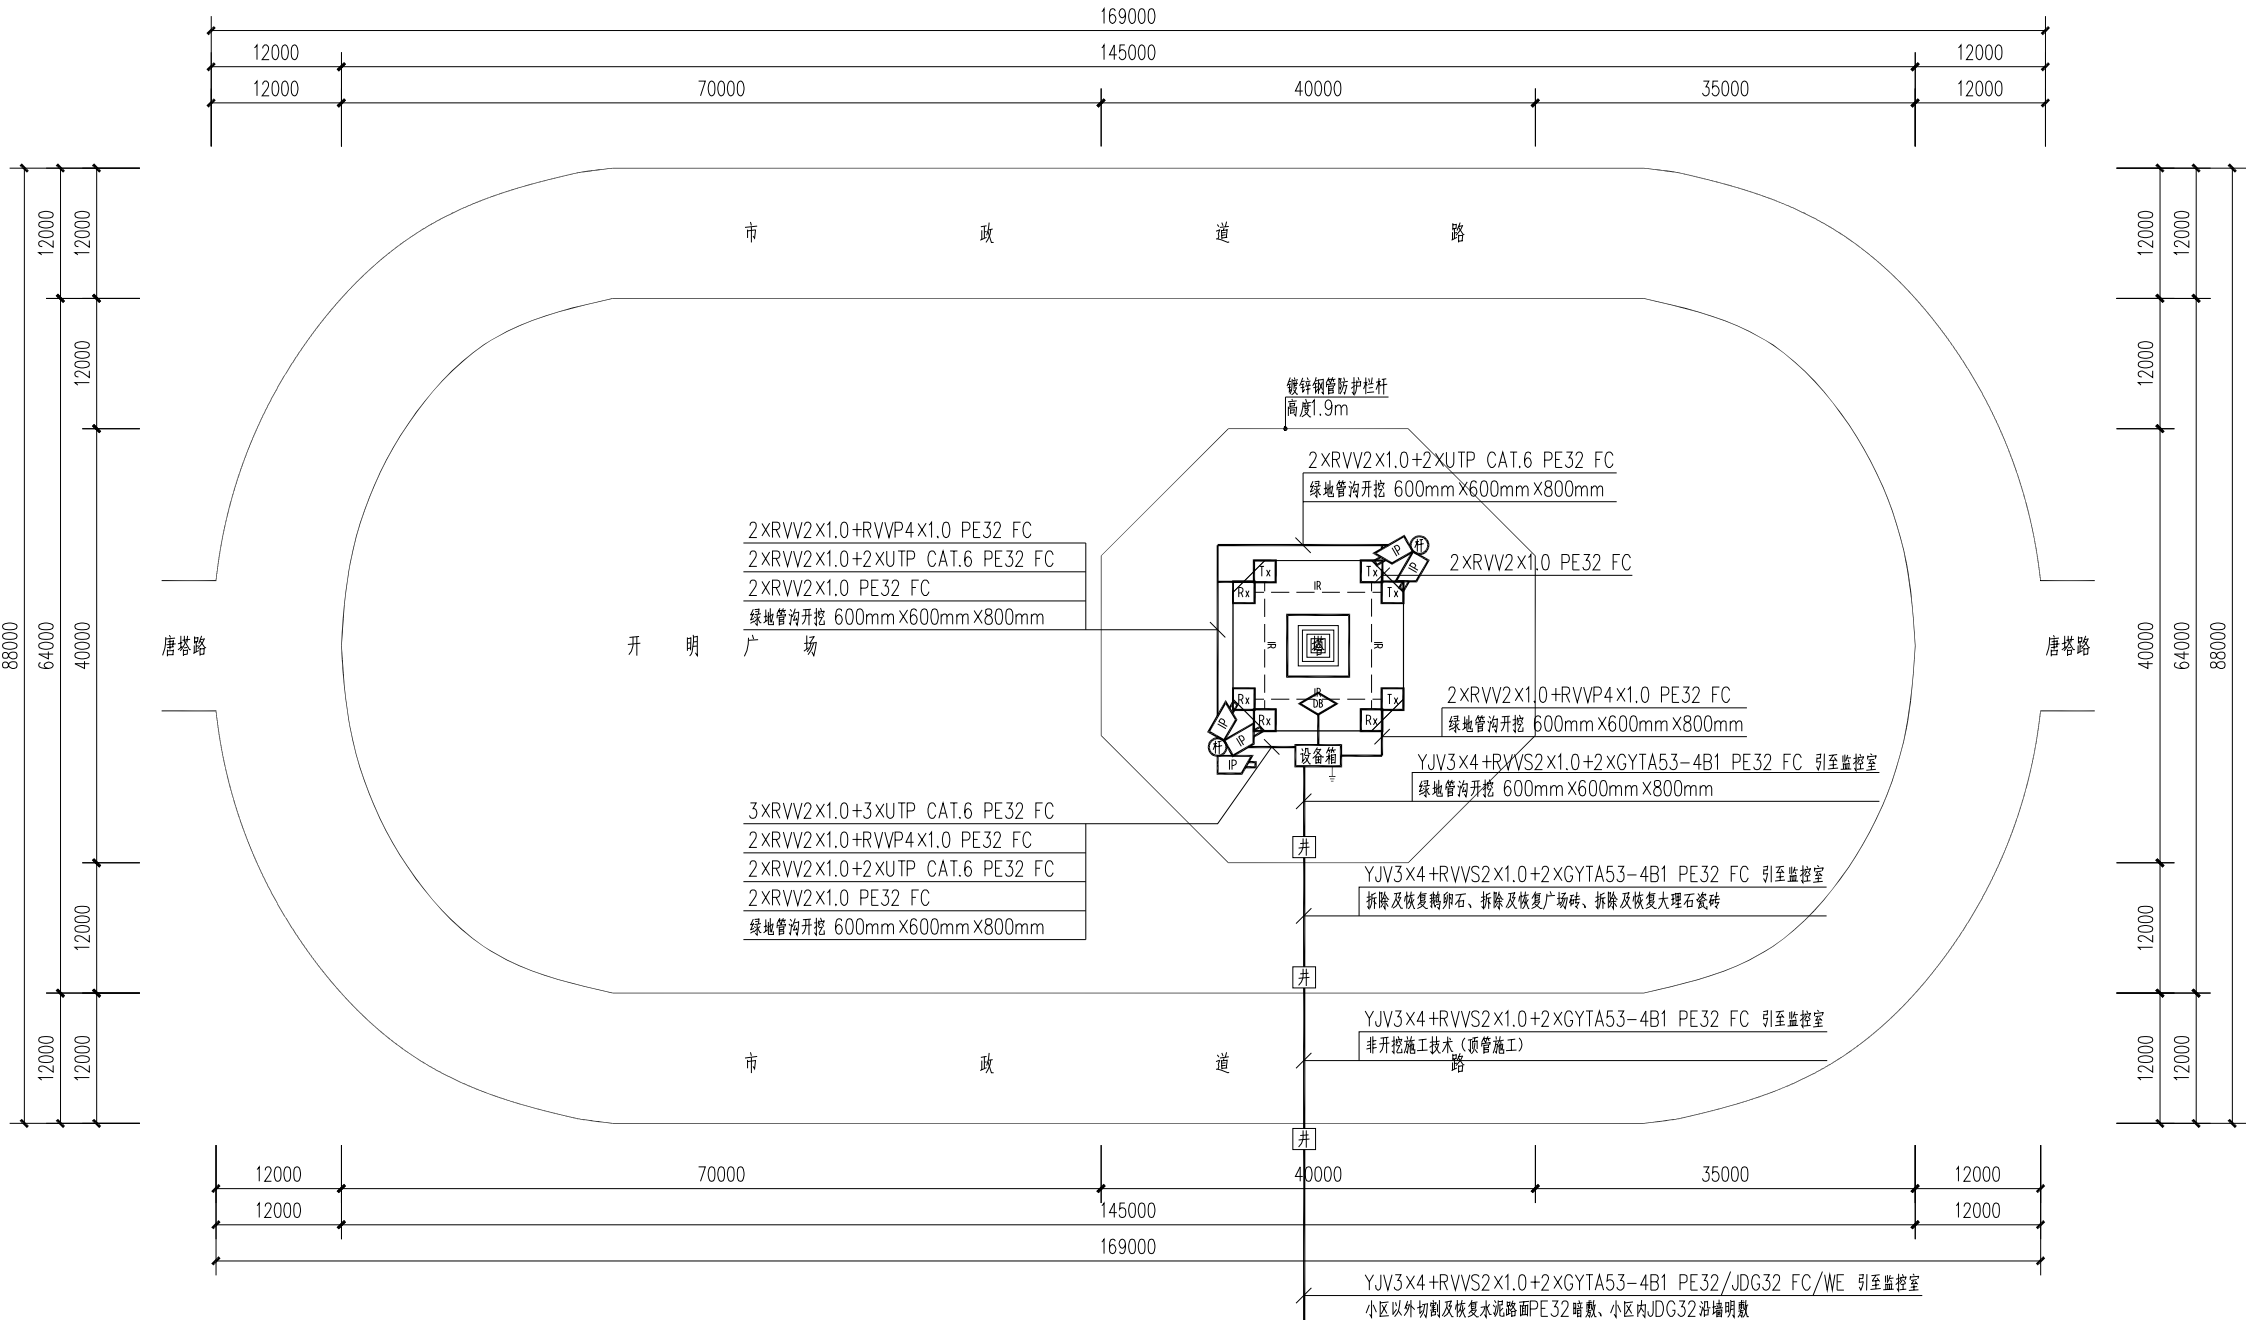 169000
12000 145000 12000
12000 70000 40000 35000 12000
12000
12000
12000
40000
64000
88000
12000
12000
12000
12000
12000
12000
40000
64000
88000
12000
12000
12000
市 政 道 路
镀锌钢管防护栏杆
高度1.9m
2×RVV2×1.0+2×UTP CAT.6 PE32 FC
绿地管沟开挖 600mm×600mm×800mm
2×RVV2×1.0+RVVP4×1.0 PE32 FC
2×RVV2×1.0+2×UTP CAT.6 PE32 FC
2×RVV2×1.0 PE32 FC
绿地管沟开挖 600mm×600mm×800mm
2×RVV2×1.0 PE32 FC
IP
杆
IP
Tx
Tx
Rx
Tx
IR
IR
IR
IR
塔
唐塔路
开 明 广 场
唐塔路
Rx
Tx
Rx
Rx
DB
IP
IP
杆
IP
设备箱
2×RVV2×1.0+RVVP4×1.0 PE32 FC
绿地管沟开挖 600mm×600mm×800mm
YJV3×4+RVVS2×1.0+2×GYTA53-4B1 PE32 FC 引至监控室
绿地管沟开挖 600mm×600mm×800mm
3×RVV2×1.0+3×UTP CAT.6 PE32 FC
2×RVV2×1.0+RVVP4×1.0 PE32 FC
2×RVV2×1.0+2×UTP CAT.6 PE32 FC
2×RVV2×1.0 PE32 FC
绿地管沟开挖 600mm×600mm×800mm
井
YJV3×4+RVVS2×1.0+2×GYTA53-4B1 PE32 FC 引至监控室
拆除及恢复鹅卵石、拆除及恢复广场砖、拆除及恢复大理石瓷砖
井
YJV3×4+RVVS2×1.0+2×GYTA53-4B1 PE32 FC 引至监控室
非开挖施工技术（顶管施工）
市 政 道 路
井
12000 70000 40000 35000 12000
12000 145000 12000
169000
YJV3×4+RVVS2×1.0+2×GYTA53-4B1 PE32/JDG32 FC/WE 引至监控室
小区以外切割及恢复水泥路面PE32暗敷、小区内JDG32沿墙明敷